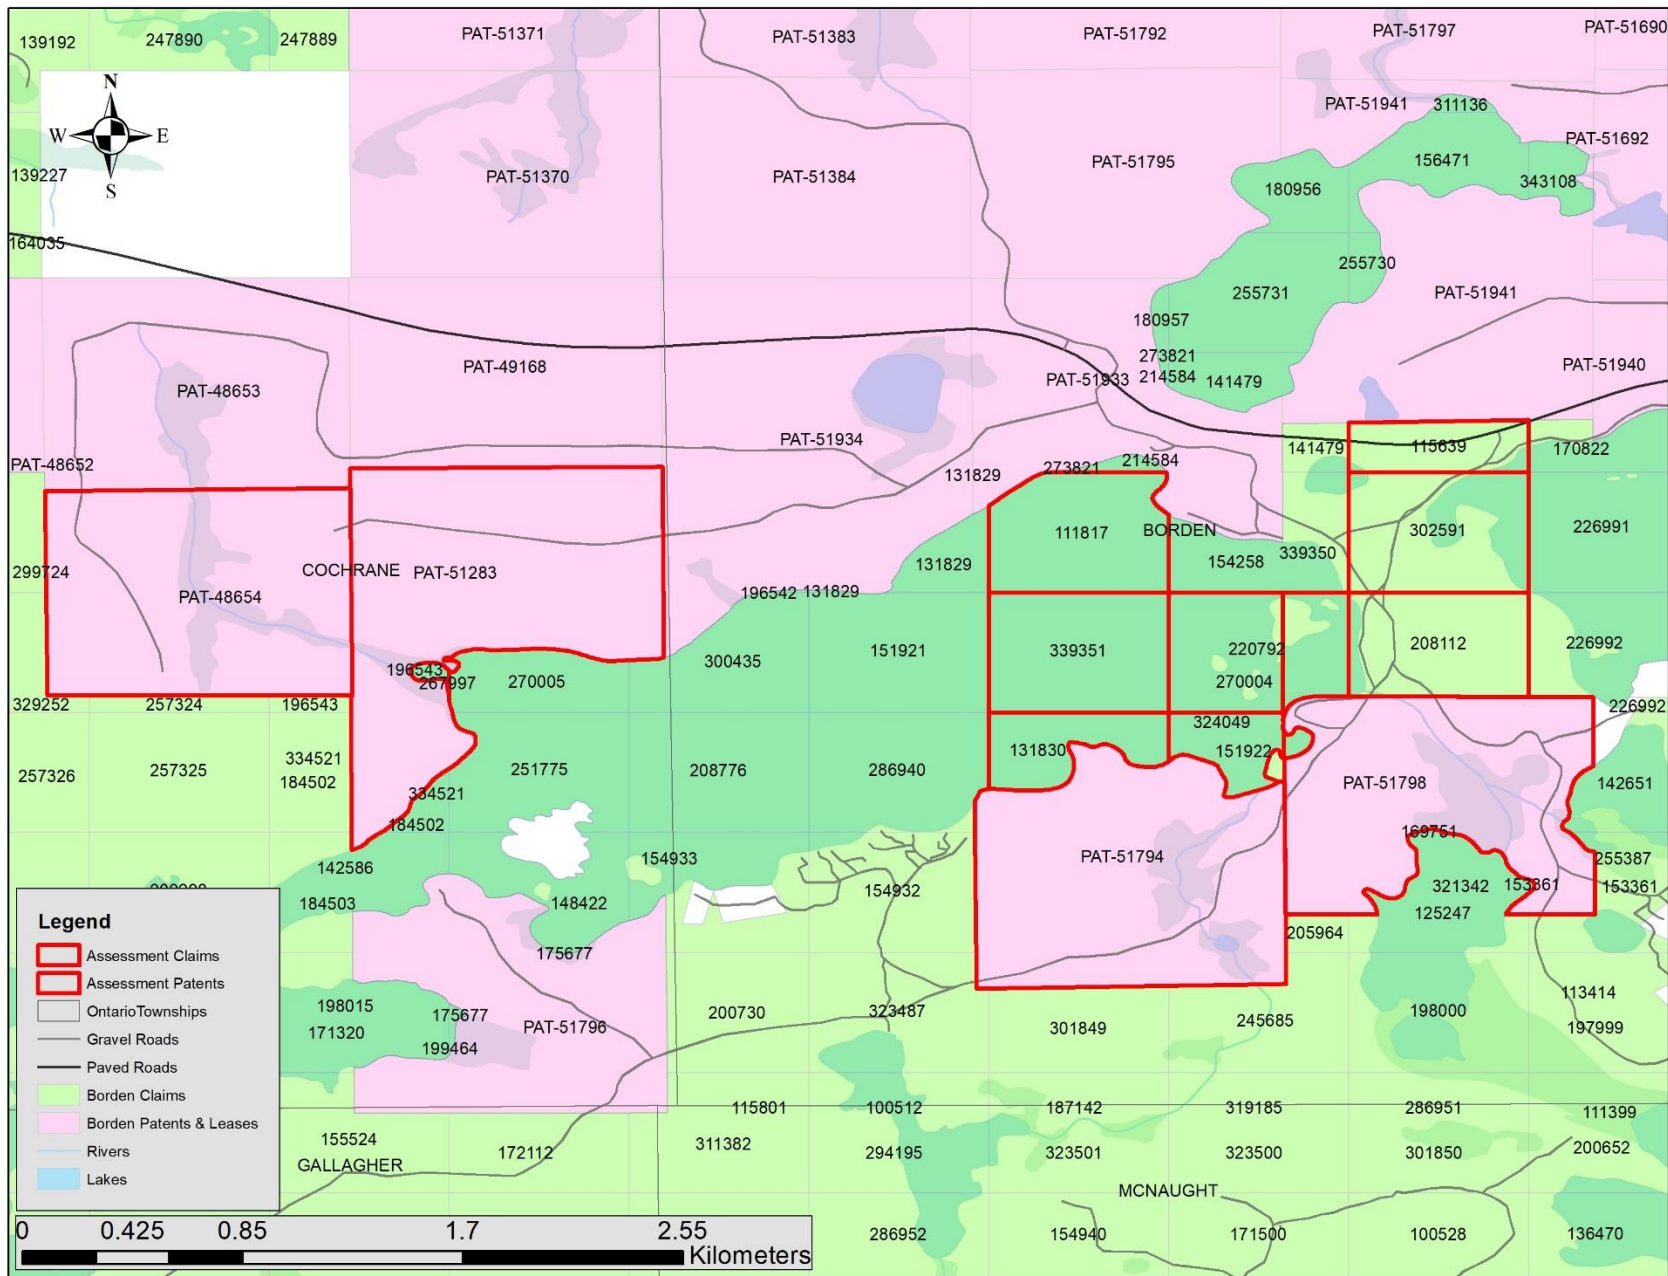 139192
247890
247889
PAT-51371
PAT-51383
PAT-51792
PAT-51797
PAT-51690
N
W
E
S
PAT-51941
311136
PAT-51692
139227
PAT-51370
PAT-51384
PAT-51795
180956
156471
343108
164035
255730
255731
PAT-51941
180957
273821
214584
141479
PAT-49168
PAT-51933
PAT-51940
PAT-48653
PAT-51934
PAT-48652
131829
273821
214584
141479
115639
170822
299724
COCHRANE
PAT-51283
PAT-48654
196542
131829
131829
111817
BORDEN
154258
339350
302591
226991
196543
267997
270005
300435
151921
339351
220792
270004
208112
226992
329252
257324
196543
226992
324049
131830
151922
257326
257325
334521
184502
251775
208776
286940
PAT-51798
142651
334521
184502
169751
142586
154933
PAT-51794
255387
184503
148422
154932
321342
153361
153361
125247
205964
175677
198015
171320
175677
199464
PAT-51796
200730
323487
301849
245685
198000
113414
197999
Legend
Assessment Claims
Assessment Patents
OntarioTownships
Gravel Roads
Paved Roads
Borden Claims
Borden Patents & Leases
Rivers
Lakes
115801
100512
187142
319185
286951
111399
155524
GALLAGHER
172112
311382
294195
323501
323500
301850
200652
MCNAUGHT
0
0.425
0.85
1.7
2.55
Kilometers
286952
154940
171500
100528
136470